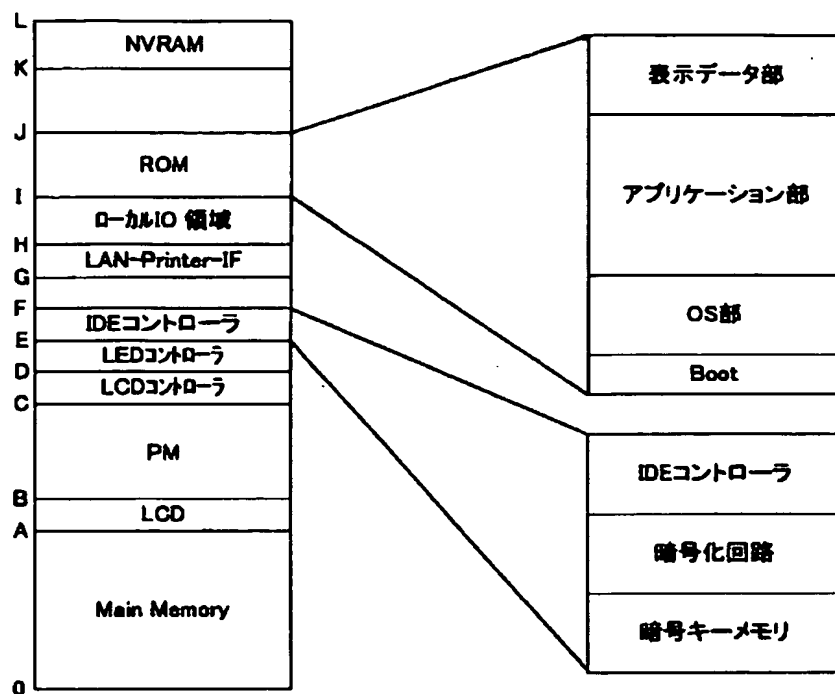 L
NVRAM
K
J
ROM
I
ローカルIO 領域
H
LAN-Printer-IF
G
F
IDEコントローラ
E
LEDコントローラ
D
LCDコントローラ
C
PM
B
LCD
A
Main Memory
0
表示データ部
アプリケーション部
OS部
Boot
IDEコントローラ
暗号化回路
暗号キーメモリ